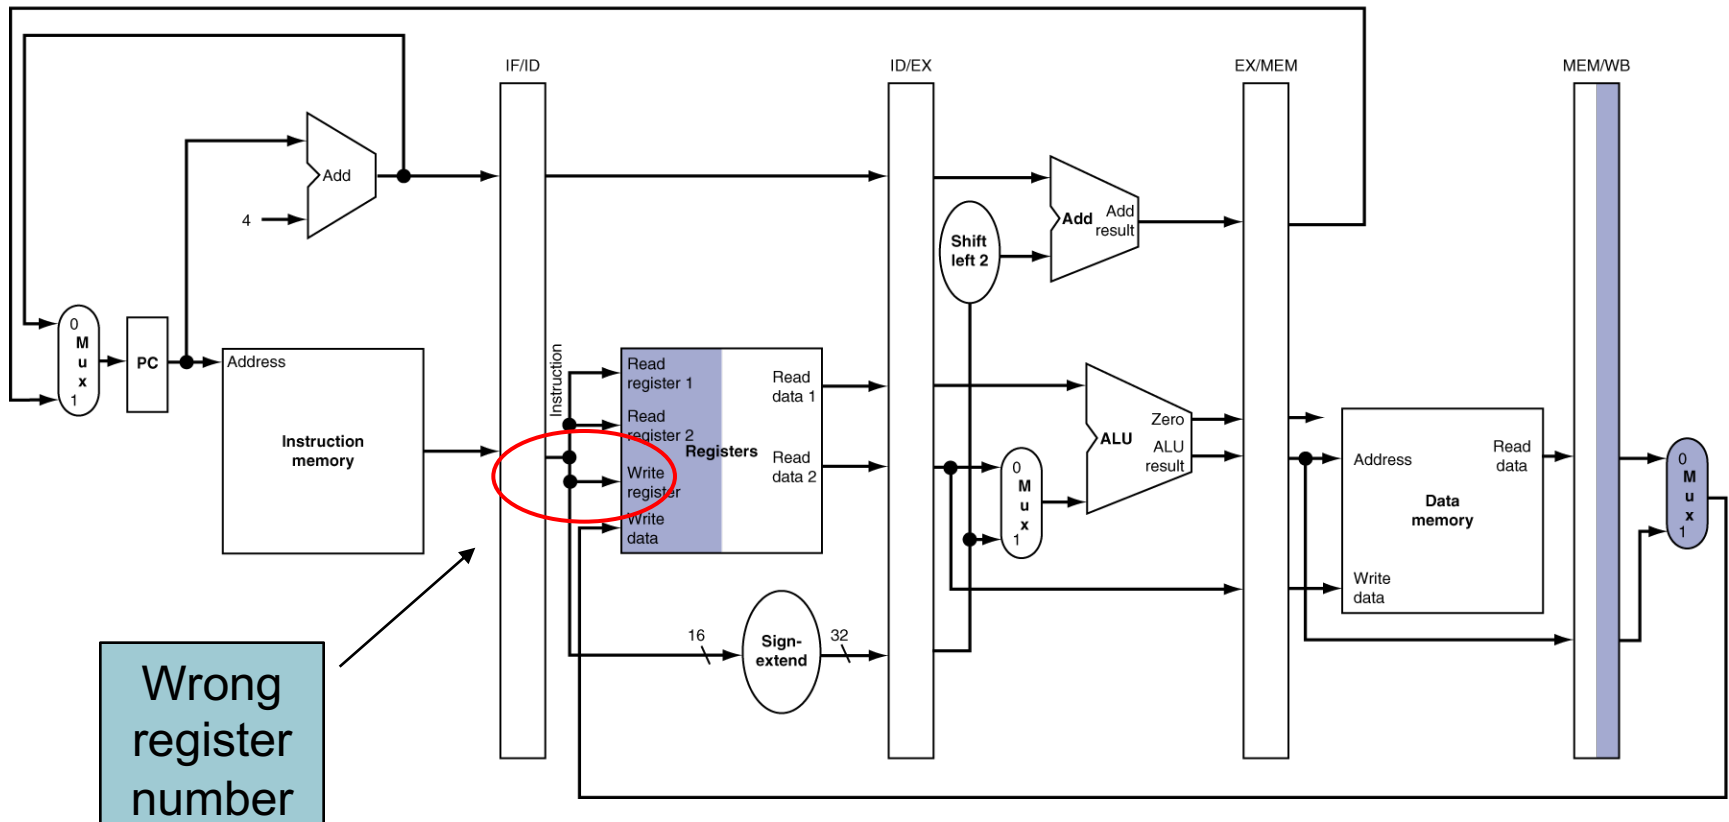 IF/ID
ID/EX
EX/MEM
MEM/WB
Add
4
Shift
left 2
Add
Add
result
0
M
u
x
1
PC
Address
Instruction
memory
Instruction
Read
register 1
Read
register 2
Write
register
Write
data
Registers
Read
data 1
Read
data 2
16
Sign-
extend
32
0
M
u
x
1
ALU
Zero
ALU
result
Address
Read
data
Data
memory
Write
data
0
M
u
x
1
Wrong
register
number